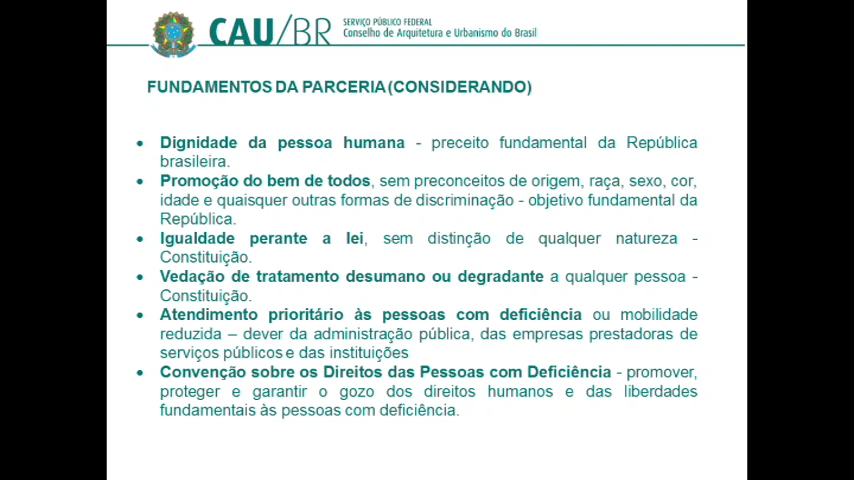 CAU/BR
SERVIÇO PÚBLICO FEDERAL
Conselho de Arquitetura e Urbanismo do Brasil
FUNDAMENTOS DA PARCERIA (CONSIDERANDO)
• Dignidade da pessoa humana - preceito fundamental da República
brasileira.
• Promoção do bem de todos, sem preconceitos de origem, raça, sexo, cor,
idade e quaisquer outras formas de discriminação - objetivo fundamental da
República.
• Igualdade perante a lei, sem distinção de qualquer natureza -
Constituição.
• Vedação de tratamento desumano ou degradante a qualquer pessoa -
Constituição.
• Atendimento prioritário às pessoas com deficiência ou mobilidade
reduzida – dever da administração pública, das empresas prestadoras de
serviços públicos e das instituições
• Convenção sobre os Direitos das Pessoas com Deficiência - promover,
proteger e garantir o gozo dos direitos humanos e das liberdades
fundamentais às pessoas com deficiência.